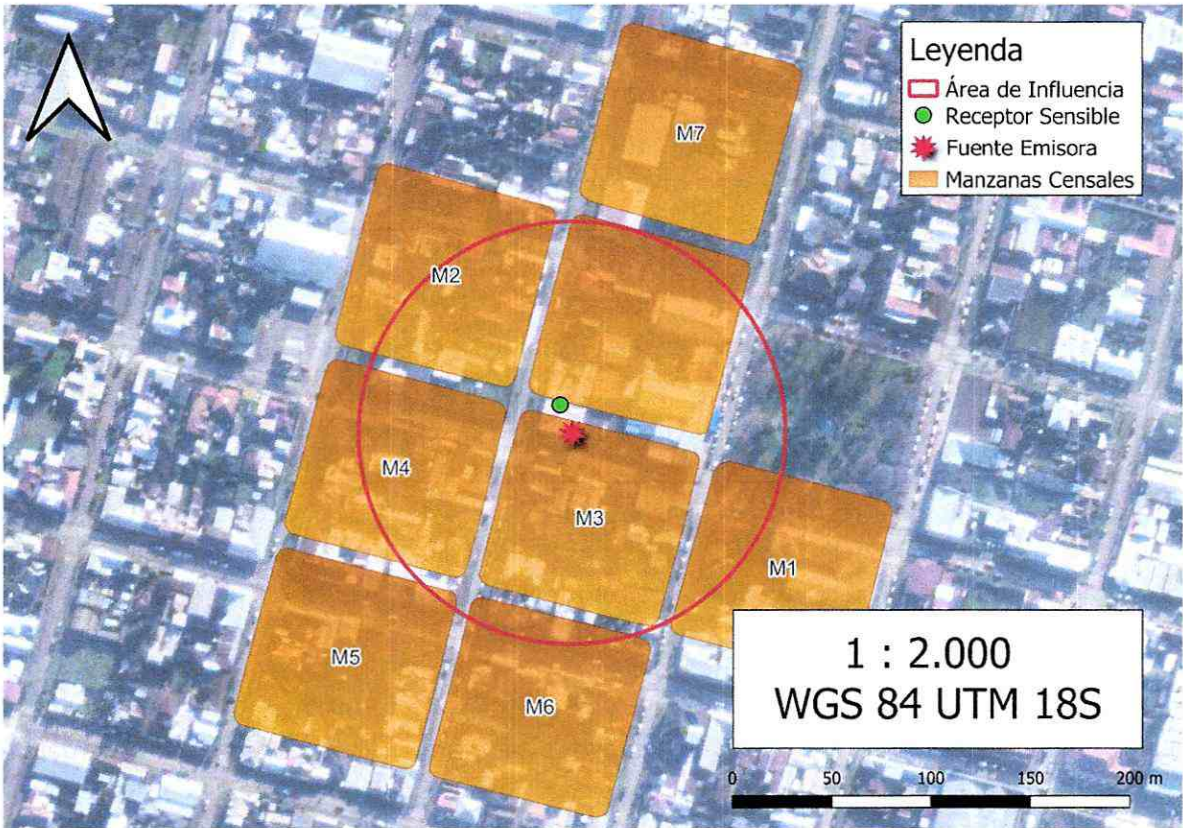 Leyenda
Área de Influencia
Receptor Sensible
Fuente Emisora
Manzanas Censales
M7
M2
M4
M3
M1
M5
M6
1 : 2.000
WGS 84 UTM 18S
0 50 100 150 200 m